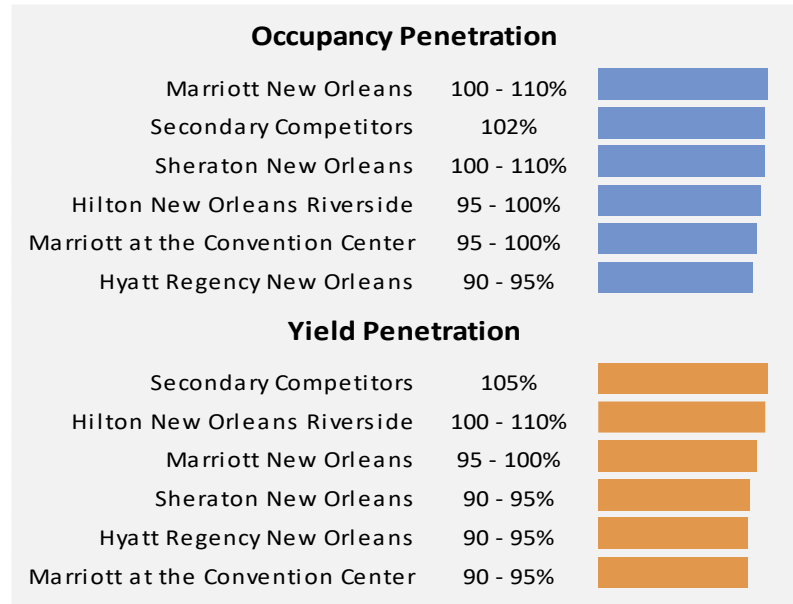 Occupancy Penetration
Marriott New Orleans 100 - 110%
Secondary Competitors 102%
Sheraton New Orleans 100 - 110%
Hilton New Orleans Riverside 95 - 100%
Marriott at the Convention Center 95 - 100%
Hyatt Regency New Orleans 90 - 95%
Yield Penetration
Secondary Competitors 105%
Hilton New Orleans Riverside 100 - 110%
Marriott New Orleans 95 - 100%
Sheraton New Orleans 90 - 95%
Hyatt Regency New Orleans 90 - 95%
Marriott at the Convention Center 90 - 95%